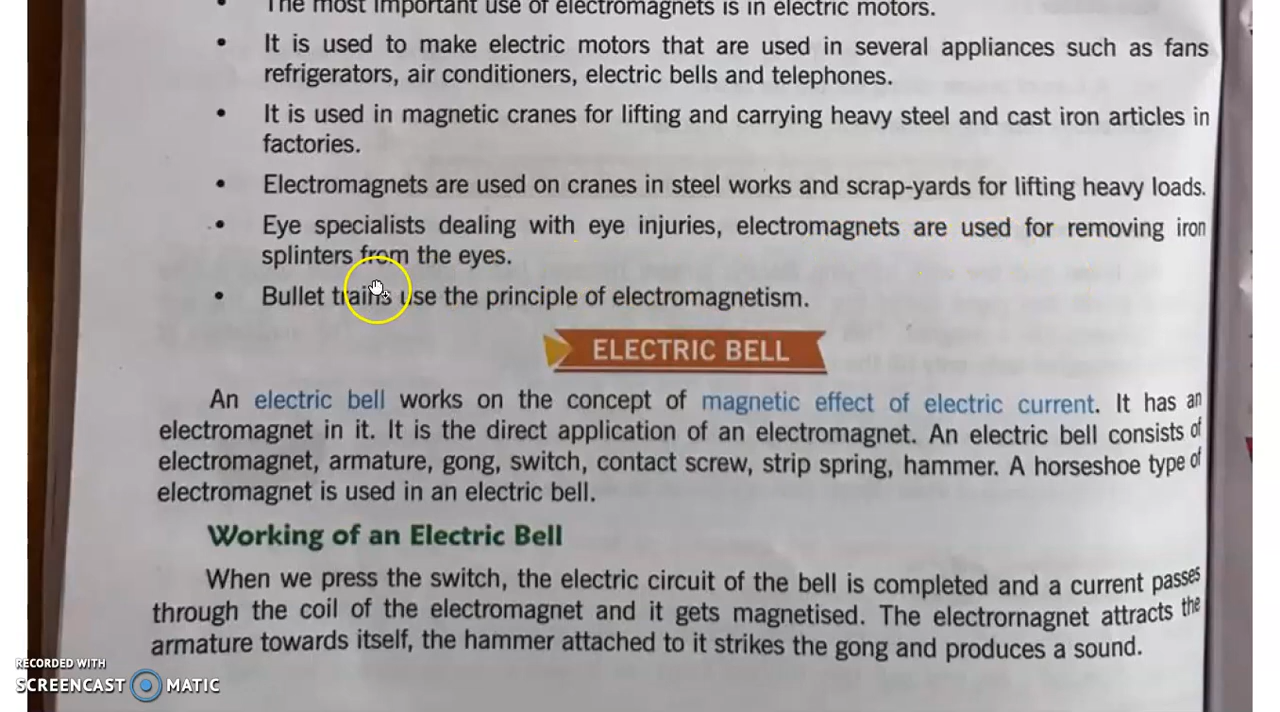 The most important use of electromagnets is in electric motors.
• It is used to make electric motors that are used in several appliances such as fans
refrigerators, air conditioners, electric bells and telephones.
• It is used in magnetic cranes for lifting and carrying heavy steel and cast iron articles in
factories.
• Electromagnets are used on cranes in steel works and scrap-yards for lifting heavy loads.
• Eye specialists dealing with eye injuries, electromagnets are used for removing iron
splinters from the eyes.
• Bullet trains use the principle of electromagnetism.
ELECTRIC BELL
An electric bell works on the concept of magnetic effect of electric current. It has an
electromagnet in it. It is the direct application of an electromagnet. An electric bell consists of
electromagnet, armature, gong, switch, contact screw, strip spring, hammer. A horseshoe type of
electromagnet is used in an electric bell.
Working of an Electric Bell
When we press the switch, the electric circuit of the bell is completed and a current passes
through the coil of the electromagnet and it gets magnetised. The electrornagnet attracts the
armature towards itself, the hammer attached to it strikes the gong and produces a sound.
RECORDED WITH
SCREENCAST MATIC